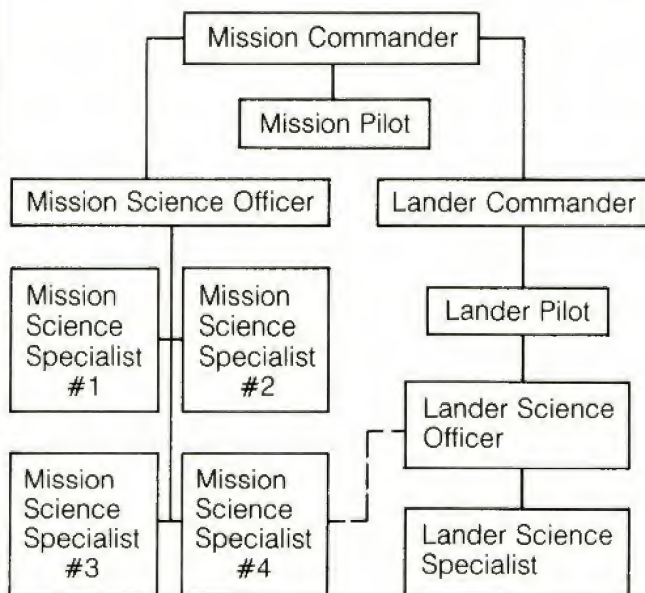 Mission Commander
Mission Pilot
Mission Science Officer
Lander Commander
Mission
Science
Specialist
#1
Mission
Science
Specialist
#2
Lander Pilot
Lander Science
Officer
Mission
Science
Specialist
#3
Mission
Science
Specialist
#4
Lander Science
Specialist